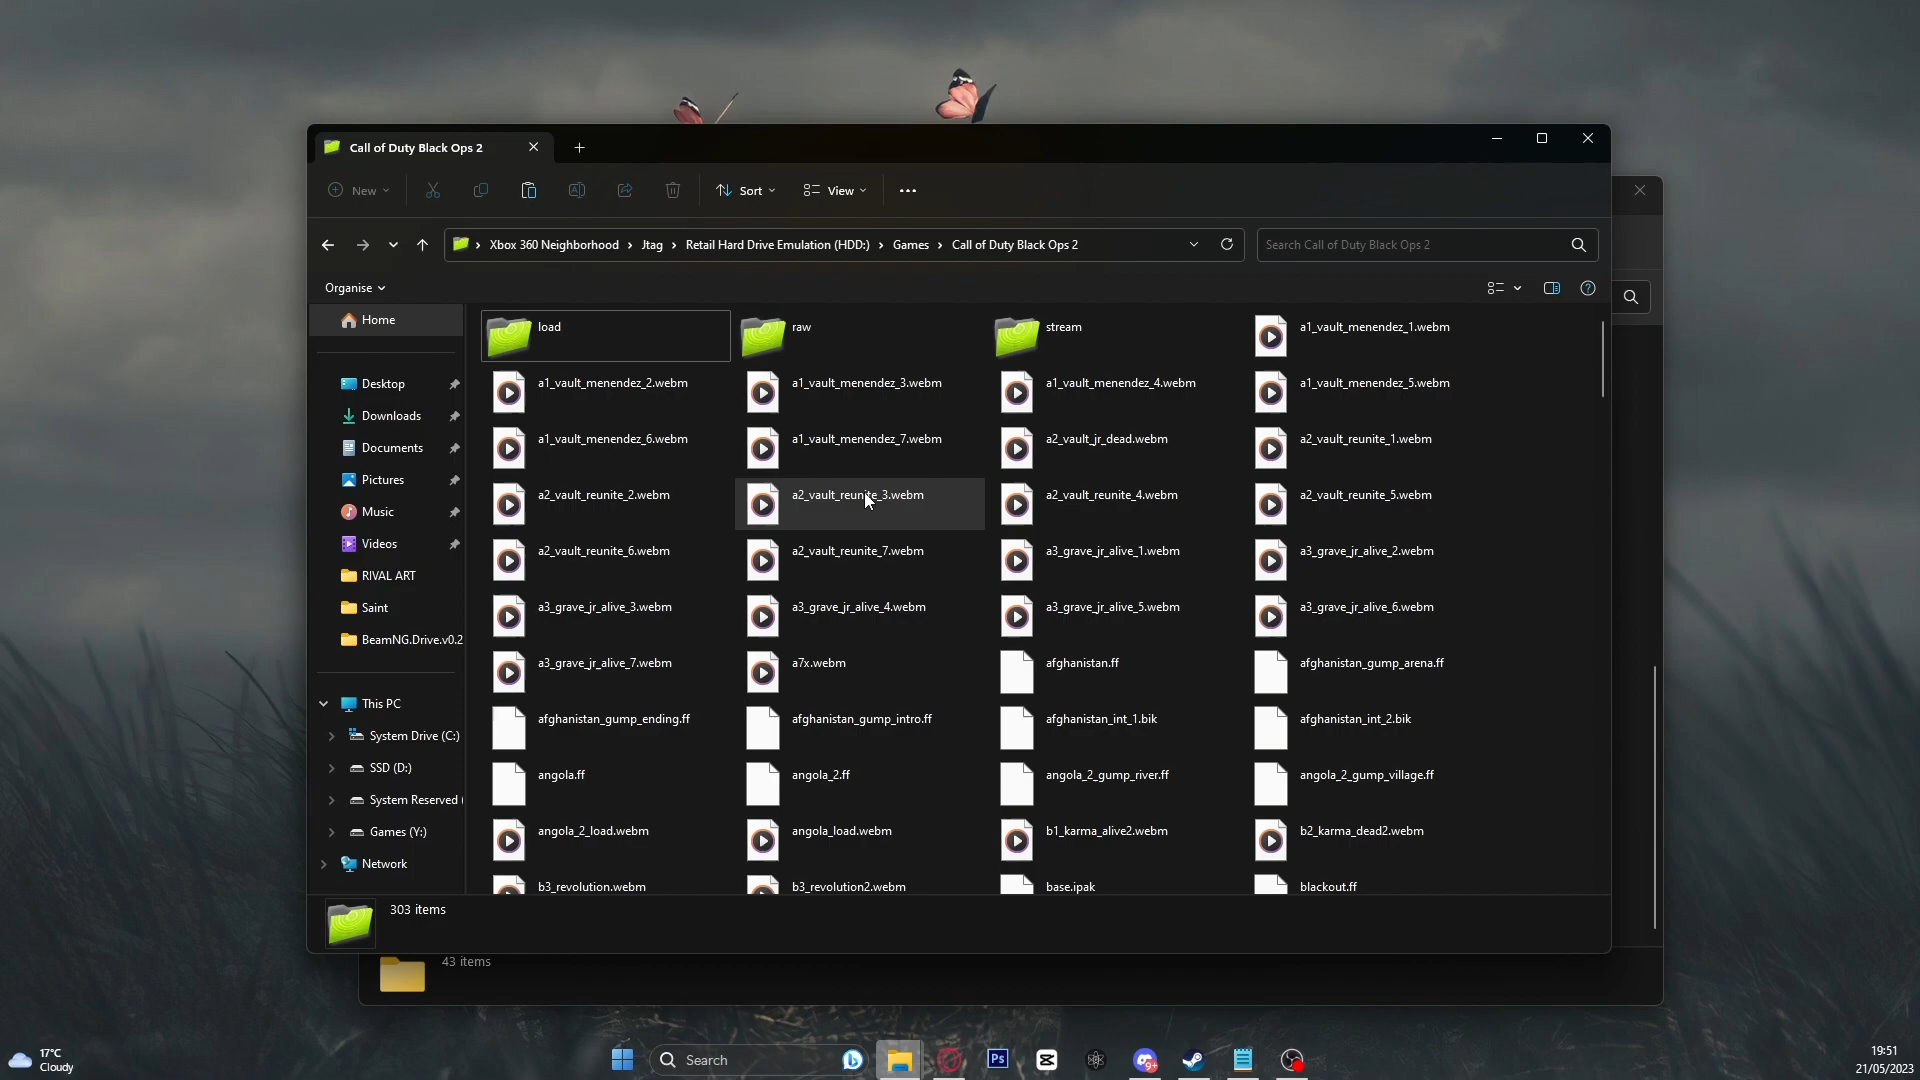 Call of Duty Black Ops 2
New
Sort
View
Xbox 360 Neighborhood › Jtag › Retail Hard Drive Emulation (HDD:) › Games › Call of Duty Black Ops 2
Search Call of Duty Black Ops 2
Organise
Home
Desktop
Downloads
Documents
Pictures
Music
Videos
RIVAL ART
Saint
BeamNG.Drive.v0.2
This PC
System Drive (C:)
SSD (D:)
System Reserved (
Games (Y:)
Network
load raw stream a1_vault_menendez_1.webm
a1_vault_menendez_2.webm a1_vault_menendez_3.webm a1_vault_menendez_4.webm a1_vault_menendez_5.webm
a1_vault_menendez_6.webm a1_vault_menendez_7.webm a2_vault_jr_dead.webm a2_vault_reunite_1.webm
a2_vault_reunite_2.webm a2_vault_reunite_3.webm a2_vault_reunite_4.webm a2_vault_reunite_5.webm
a2_vault_reunite_6.webm a2_vault_reunite_7.webm a3_grave_jr_alive_1.webm a3_grave_jr_alive_2.webm
a3_grave_jr_alive_3.webm a3_grave_jr_alive_4.webm a3_grave_jr_alive_5.webm a3_grave_jr_alive_6.webm
a3_grave_jr_alive_7.webm a7x.webm afghanistan.ff afghanistan_gump_arena.ff
afghanistan_gump_ending.ff afghanistan_gump_intro.ff afghanistan_int_1.bik afghanistan_int_2.bik
angola.ff angola_2.ff angola_2_gump_river.ff angola_2_gump_village.ff
angola_2_load.webm angola_load.webm b1_karma_alive2.webm b2_karma_dead2.webm
b3_revolution.webm b3_revolution2.webm base.ipak blackout.ff
303 items
43 items
17°C
Cloudy
Search
Ps
9+
19:51
21/05/2023